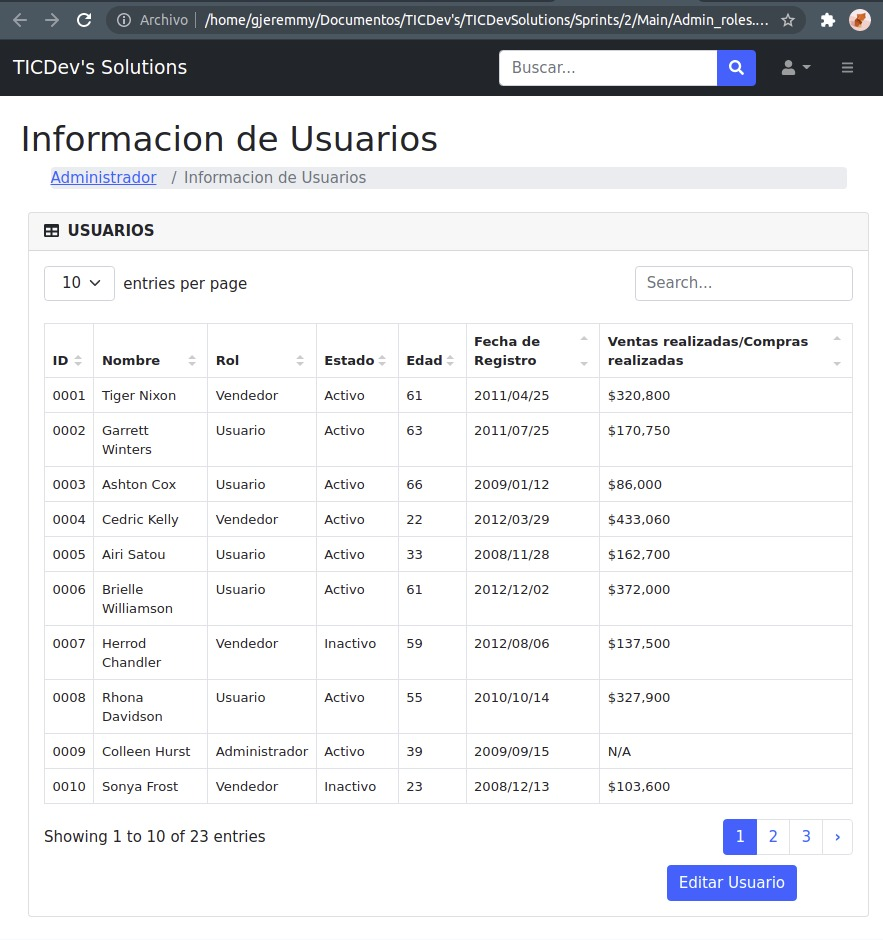 Archivo | /home/gjeremmy/Documentos/TICDev's/TICDevSolutions/Sprints/2/Main/Admin_roles....
TICDev's Solutions
Buscar...
Informacion de Usuarios
Administrador / Informacion de Usuarios
USUARIOS
10 entries per page
Search...
ID Nombre Rol Estado Edad Fecha de Registro Ventas realizadas/Compras realizadas
0001 Tiger Nixon Vendedor Activo 61 2011/04/25 $320,800
0002 Garrett Winters Usuario Activo 63 2011/07/25 $170,750
0003 Ashton Cox Usuario Activo 66 2009/01/12 $86,000
0004 Cedric Kelly Vendedor Activo 22 2012/03/29 $433,060
0005 Airi Satou Usuario Activo 33 2008/11/28 $162,700
0006 Brielle Williamson Usuario Activo 61 2012/12/02 $372,000
0007 Herrod Chandler Vendedor Inactivo 59 2012/08/06 $137,500
0008 Rhona Davidson Usuario Activo 55 2010/10/14 $327,900
0009 Colleen Hurst Administrador Activo 39 2009/09/15 N/A
0010 Sonya Frost Vendedor Inactivo 23 2008/12/13 $103,600
Showing 1 to 10 of 23 entries
1 2 3 ›
Editar Usuario